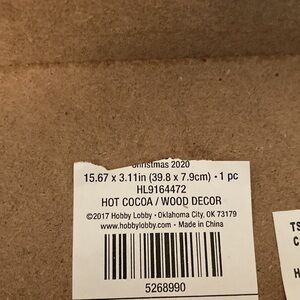 Christmas 2020
15.67 x 3.11in (39.8 x 7.9cm) • 1 pc
HL9164472
HOT COCOA / WOOD DECOR
©2017 Hobby Lobby • Oklahoma City, OK 73179
www.hobbylobby.com • Made in China
5268990
TS
C
H